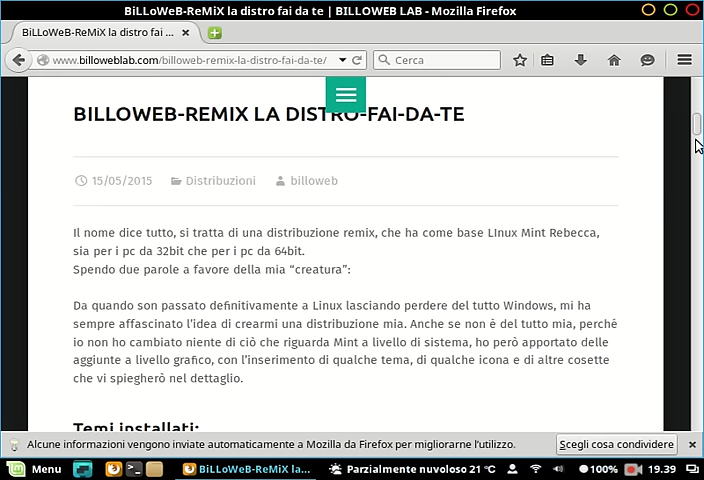 BiLLoWeB-ReMiX la distro fai da te | BILLOWEB LAB - Mozilla Firefox
BiLLoWeB-ReMiX la distro fai ...
www.billoweblab.com/billoweb-remix-la-distro-fai-da-te/
Cerca
BILLOWEB-REMIX LA DISTRO-FAI-DA-TE
15/05/2015 Distribuzioni billoweb
Il nome dice tutto, si tratta di una distribuzione remix, che ha come base LInux Mint Rebecca,
sia per i pc da 32bit che per i pc da 64bit.
Spendo due parole a favore della mia “creatura”:
Da quando son passato definitivamente a Linux lasciando perdere del tutto Windows, mi ha
sempre affascinato l’idea di crearmi una distribuzione mia. Anche se non è del tutto mia, perché
io non ho cambiato niente di ciò che riguarda Mint a livello di sistema, ho però apportato delle
aggiunte a livello grafico, con l’inserimento di qualche tema, di qualche icona e di altre cosette
che vi spiegherò nel dettaglio.
Temi installati:
Alcune informazioni vengono inviate automaticamente a Mozilla da Firefox per migliorarne l'utilizzo. Scegli cosa condividere
Menu BiLLoWeB-ReMiX la... Parzialmente nuvoloso 21 °C 100% 19.39